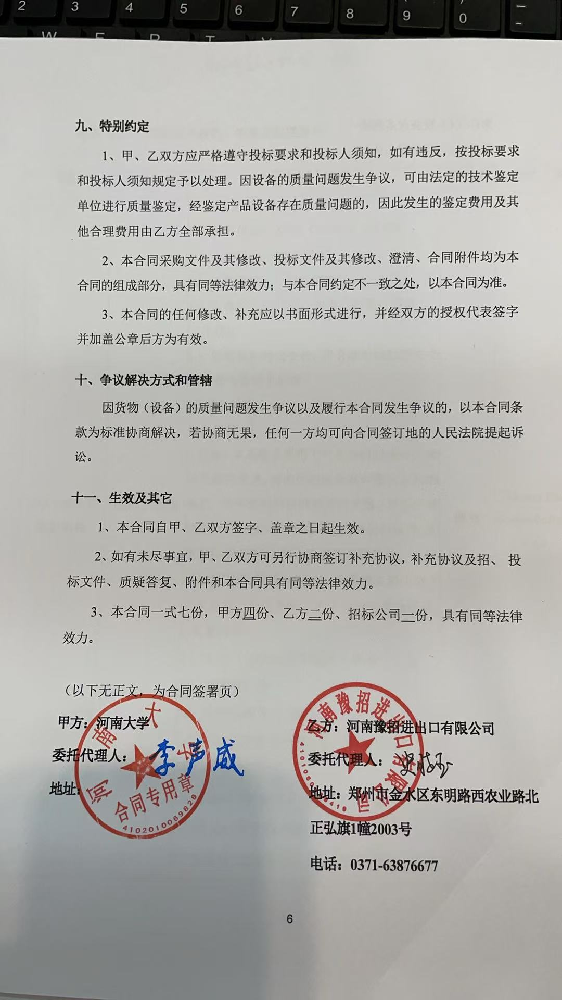 2 3 4 5 6 7 8 9 0
W E R T Y
九、特别约定
1、甲、乙双方应严格遵守投标要求和投标人须知，如有违反，按投标要求
和投标人须知规定予以处理。因设备的质量问题发生争议，可由法定的技术鉴定
单位进行质量鉴定，经鉴定产品设备存在质量问题的，因此发生的鉴定费用及其
他合理费用由乙方全部承担。
2、本合同采购文件及其修改、投标文件及其修改、澄清、合同附件均为本
合同的组成部分，具有同等法律效力；与本合同约定不一致之处，以本合同为准。
3、本合同的任何修改、补充应以书面形式进行，并经双方的授权代表签字
并加盖公章后方为有效。
十、争议解决方式和管辖
因货物（设备）的质量问题发生争议以及履行本合同发生争议的，以本合同条
款为标准协商解决，若协商无果，任何一方均可向合同签订地的人民法院提起诉
讼。
十一、生效及其它
1、本合同自甲、乙双方签字、盖章之日起生效。
2、如有未尽事宜，甲、乙双方可另行协商签订补充协议，补充协议及招、 投
标文件、质疑答复、附件和本合同具有同等法律效力。
3、本合同一式七份，甲方四份、乙方二份、招标公司一份，具有同等法律
效力。
（以下无正文，为合同签署页）
甲方：河南大学
委托代理人：李声威
地址：
河南大学
合同专用章
4102010069828
乙方：河南豫招进出口有限公司
委托代理人：
地址：郑州市金水区东明路西农业路北
正弘旗1幢2003号
电话：0371-63876677
河南豫招进出口有限公司
6